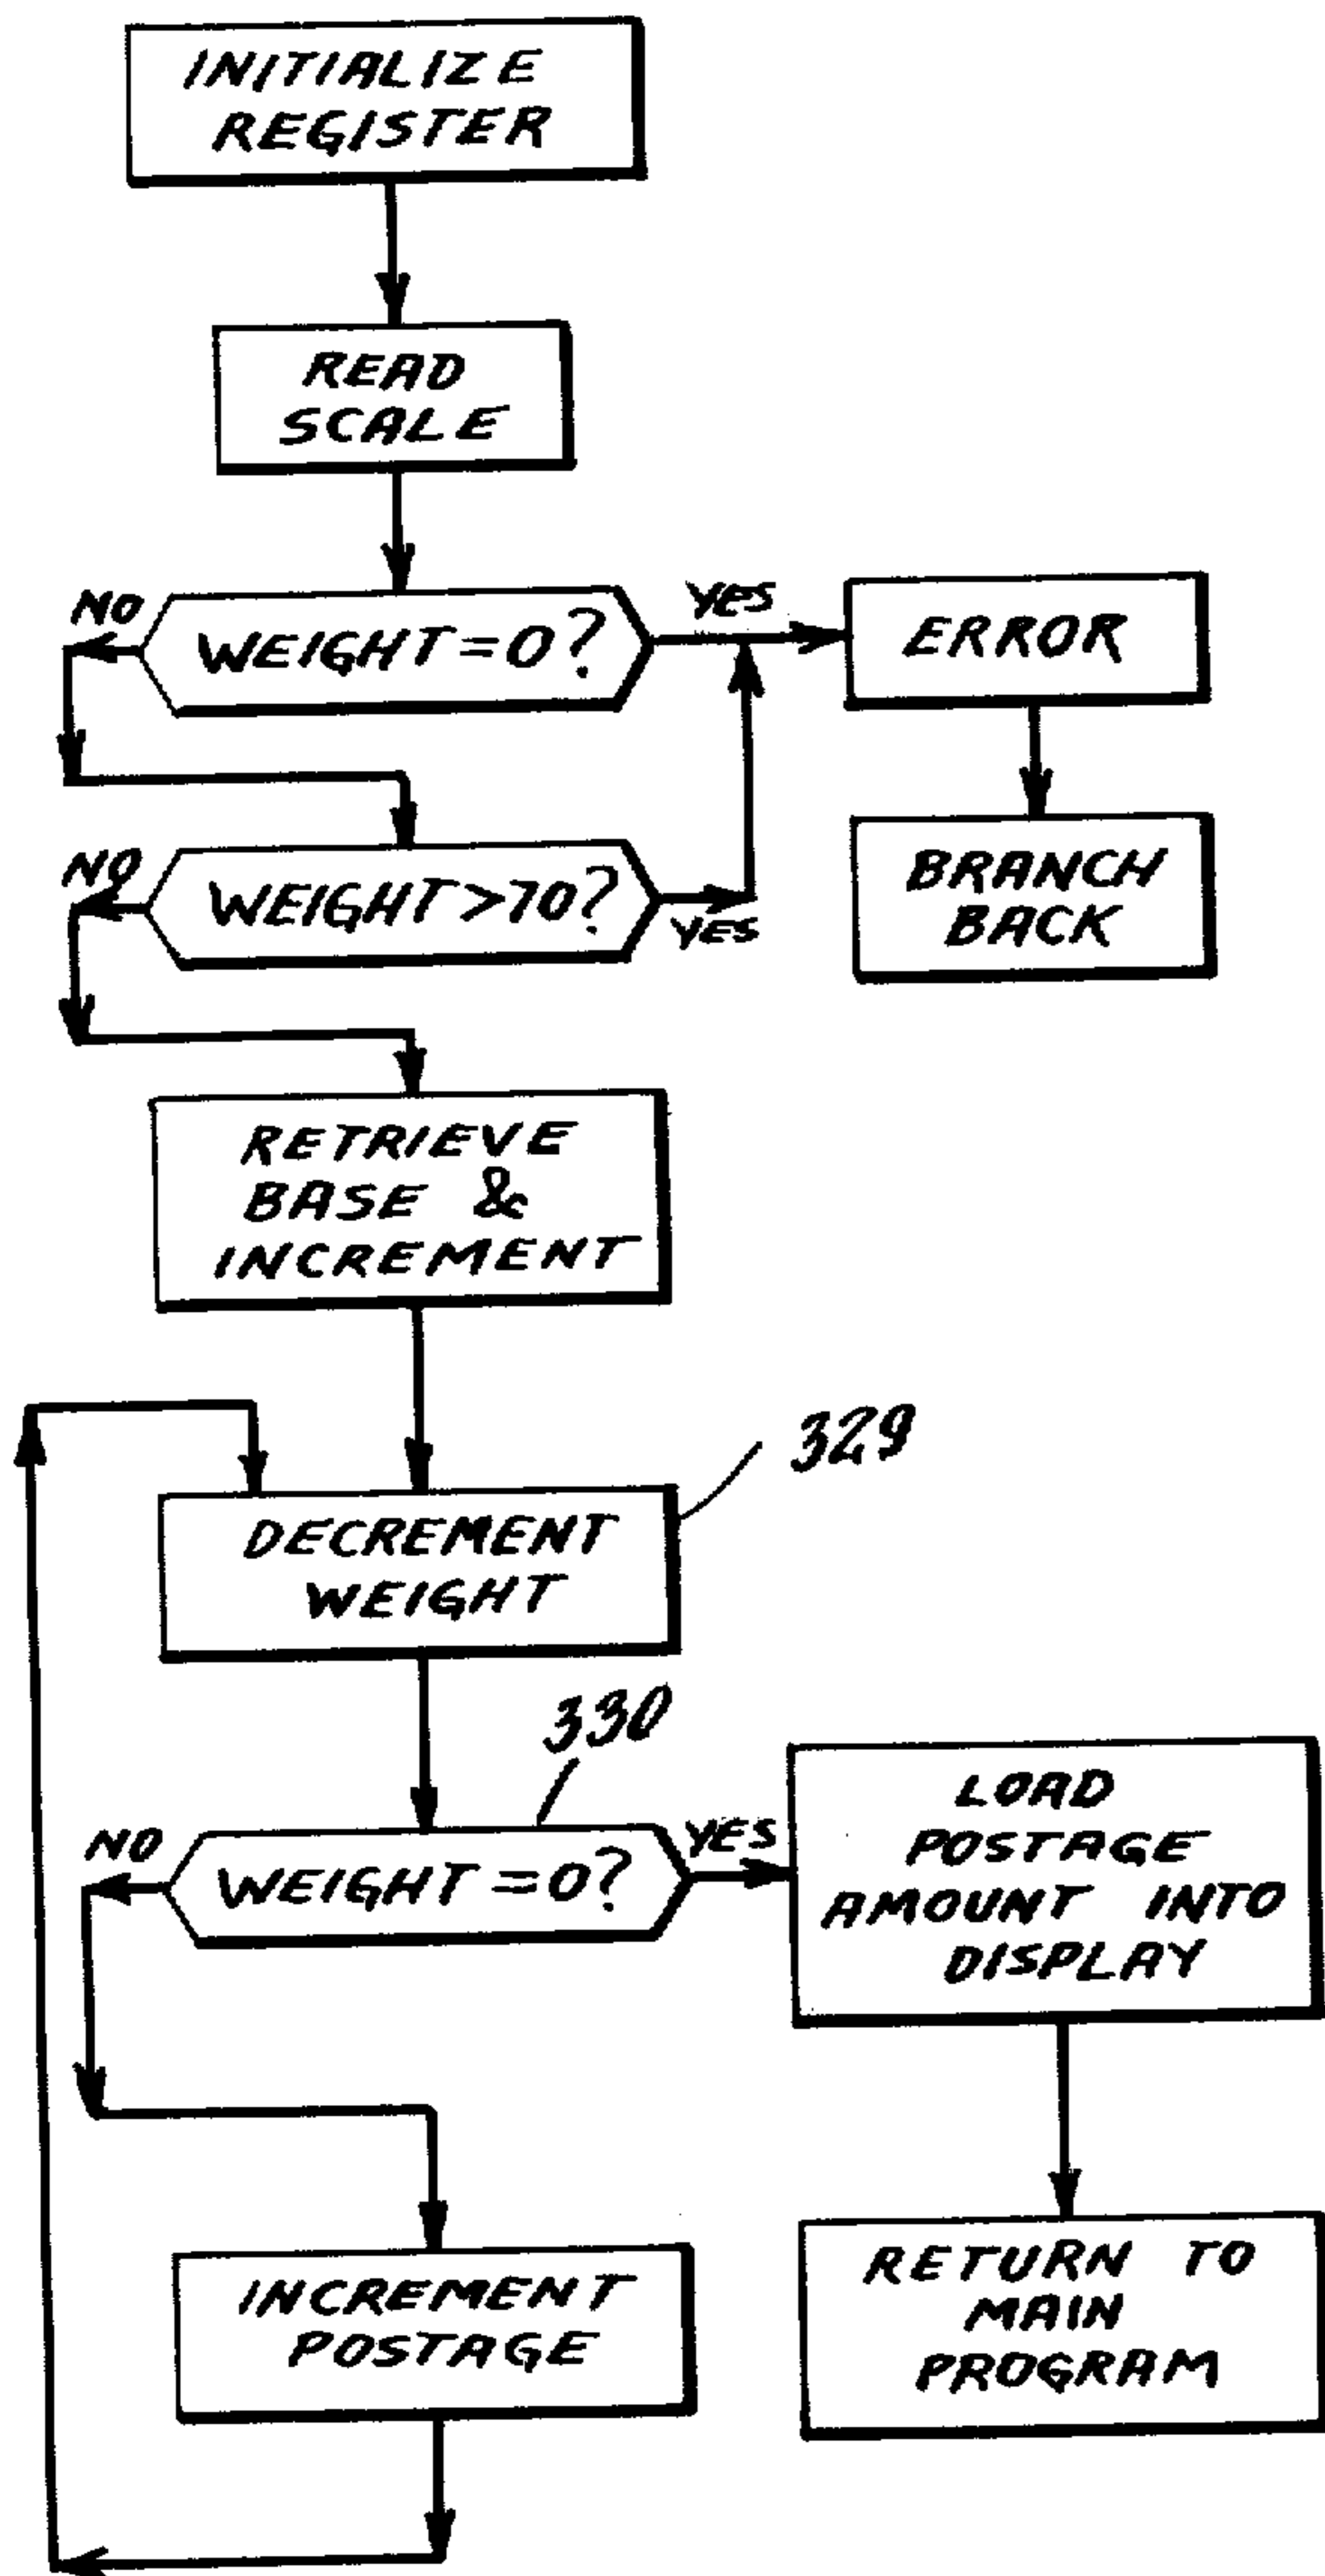 INITIALIZE
REGISTER
READ
SCALE
NO
WEIGHT=0?
YES
ERROR
NO
WEIGHT>70?
YES
BRANCH
BACK
RETRIEVE
BASE &
INCREMENT
329
DECREMENT
WEIGHT
330
NO
WEIGHT=0?
YES
LOAD
POSTAGE
AMOUNT INTO
DISPLAY
INCREMENT
POSTAGE
RETURN TO
MAIN
PROGRAM